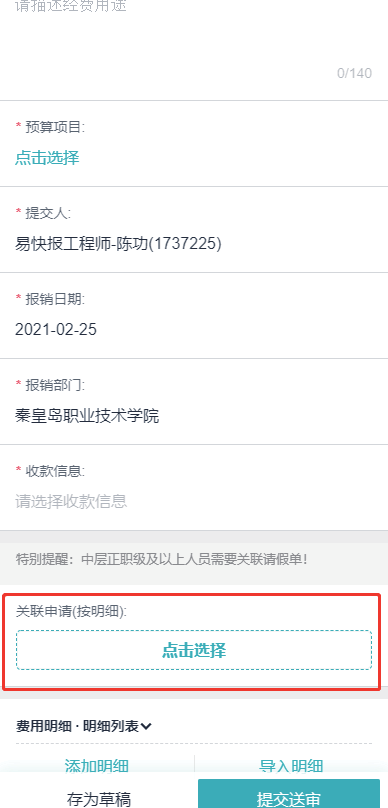 请描述经费用途
0/140
* 预算项目:
点击选择
* 提交人:
易快报工程师-陈功(1737225)
* 报销日期:
2021-02-25
* 报销部门:
秦皇岛职业技术学院
* 收款信息:
请选择收款信息
特别提醒：中层正职级及以上人员需要关联请假单!
关联申请(按明细):
点击选择
费用明细 · 明细列表
添加明细 导入明细
存为草稿 提交送审